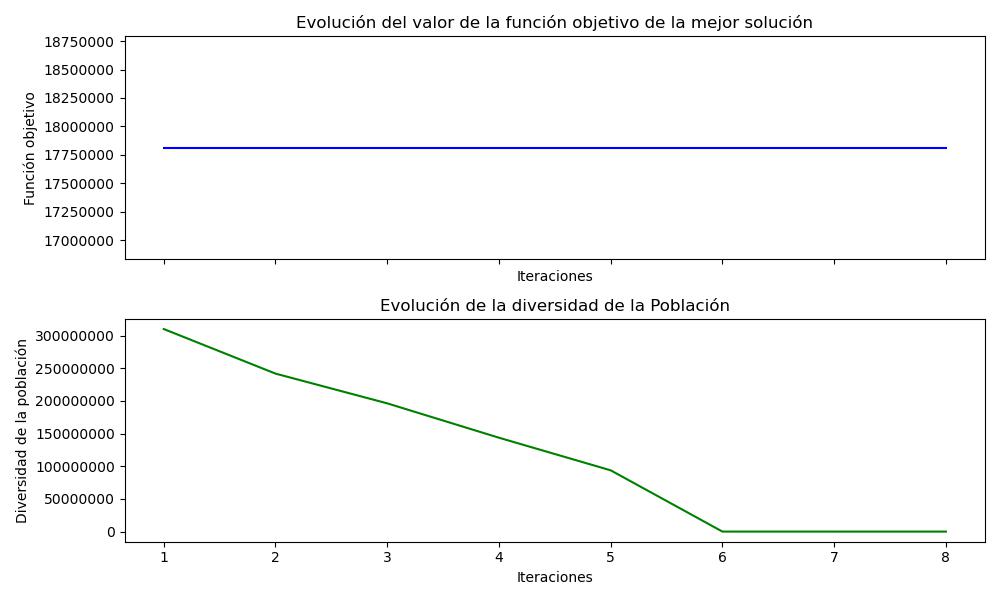 Evolución del valor de la función objetivo de la mejor solución
Función objetivo
18750000
18500000
18250000
18000000
17750000
17500000
17250000
17000000
Iteraciones
Evolución de la diversidad de la Población
Diversidad de la población
300000000
250000000
200000000
150000000
100000000
50000000
0
1 2 3 4 5 6 7 8
Iteraciones